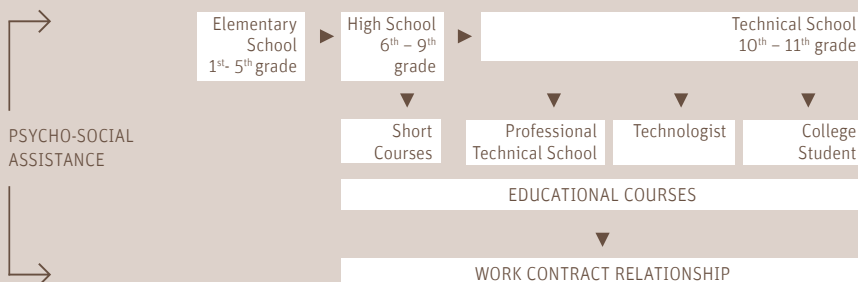 Elementary
School
1st- 5th grade
High School
6th – 9th
grade
Technical School
10th – 11th grade
PSYCHO-SOCIAL
ASSISTANCE
Short
Courses
Professional
Technical School
Technologist
College
Student
EDUCATIONAL COURSES
WORK CONTRACT RELATIONSHIP